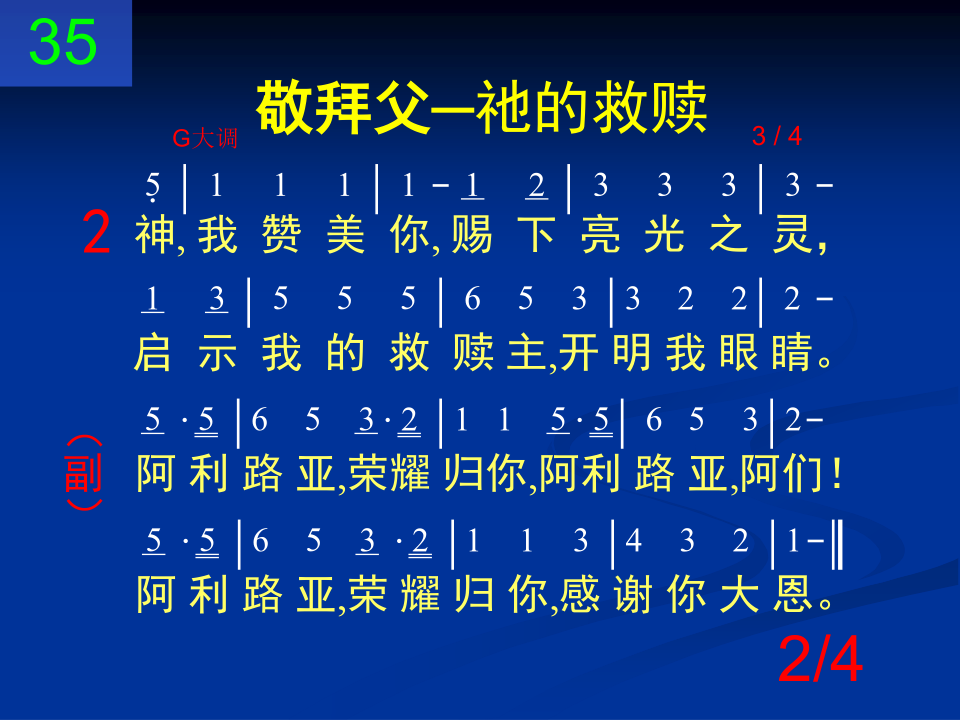 35
敬拜父—祂的救赎
G大调 3 / 4
5̣ | 1 1 1 | 1 - 1 2 | 3 3 3 | 3 -
2 神, 我 赞 美 你, 赐 下 亮 光 之 灵,
1 3 | 5 5 5 | 6 5 3 | 3 2 2 | 2 -
启 示 我 的 救 赎 主,开 明 我 眼 睛。
5 · 5 | 6 5 3 · 2 | 1 1 5 · 5 | 6 5 3 | 2 -
（副） 阿 利 路 亚,荣耀 归你,阿利 路 亚,阿们！
5 · 5 | 6 5 3 · 2 | 1 1 3 | 4 3 2 | 1 - ‖
阿 利 路 亚,荣 耀 归 你,感 谢 你 大 恩。
2/4